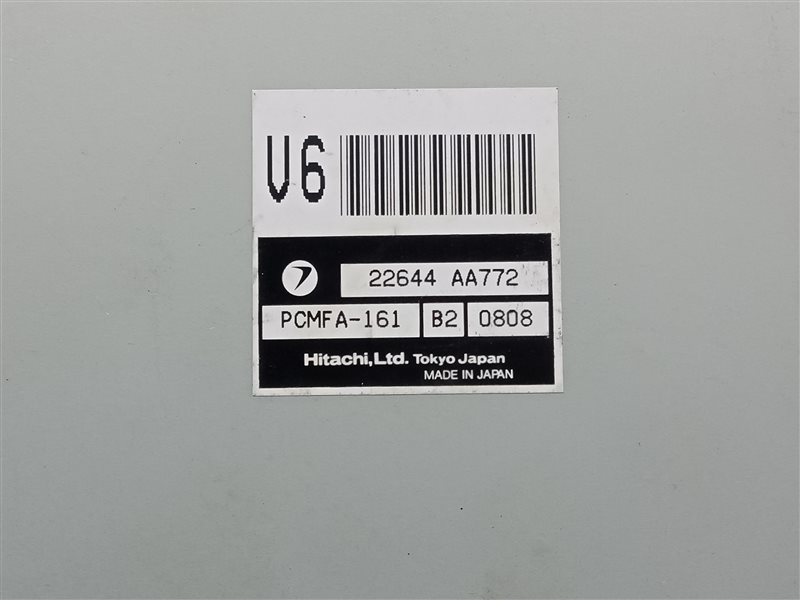 V6
22644 AA772
PCMFA-161 B2 0808
Hitachi,Ltd. Tokyo Japan
MADE IN JAPAN